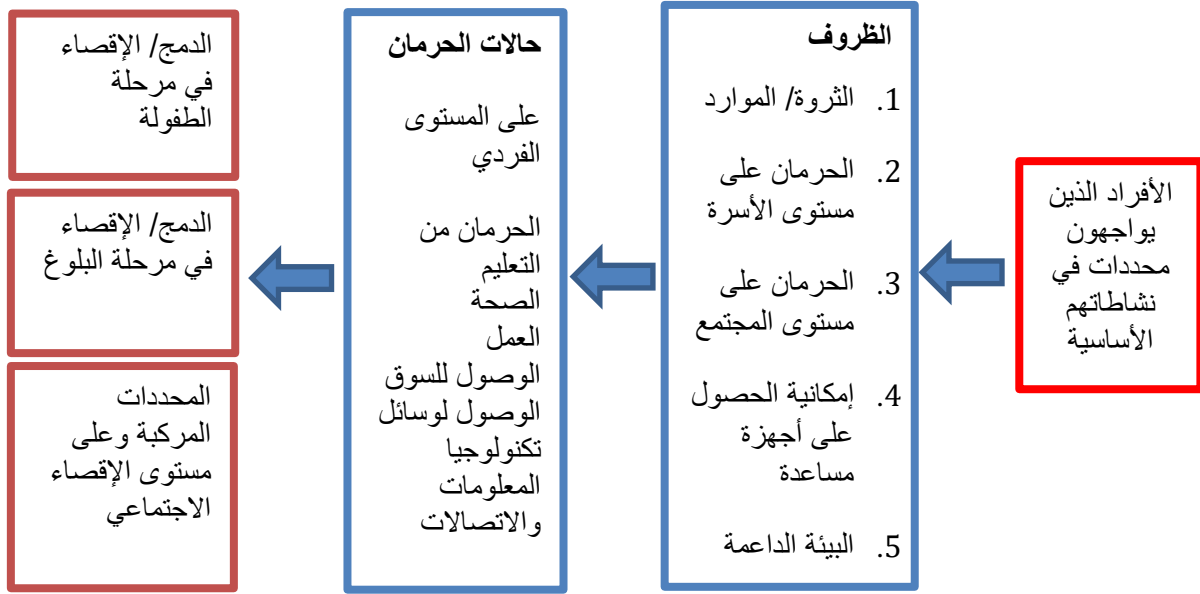 الأفراد الذين
يواجهون
محددات في
نشاطاتهم
الأساسية
الظروف
1. الثروة/ الموارد
2. الحرمان على
مستوى الأسرة
3. الحرمان على
مستوى المجتمع
4. إمكانية الحصول
على أجهزة
مساعدة
5. البيئة الداعمة
حالات الحرمان
على المستوى
الفردي
الحرمان من
التعليم
الصحة
العمل
الوصول للسوق
الوصول لوسائل
تكنولوجيا
المعلومات
والاتصالات
الدمج/ الإقصاء
في مرحلة
الطفولة
الدمج/ الإقصاء
في مرحلة البلوغ
المحددات
المركبة وعلى
مستوى الإقصاء
الاجتماعي